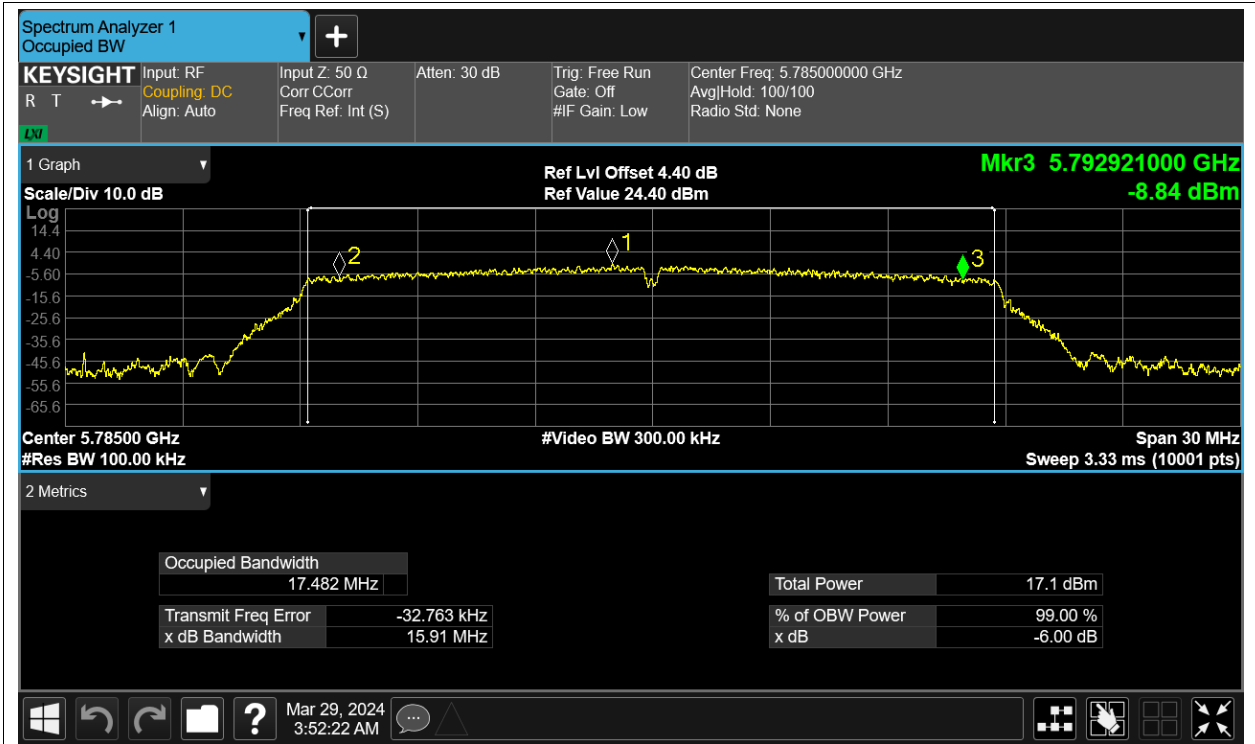 Spectrum Analyzer 1
Occupied BW
KEYSIGHT
R T
LXI
Input: RF
Coupling: DC
Align: Auto
Input Z: 50 Ω
Corr CCorr
Freq Ref: Int (S)
Atten: 30 dB
Trig: Free Run
Gate: Off
#IF Gain: Low
Center Freq: 5.785000000 GHz
Avg|Hold: 100/100
Radio Std: None
1 Graph
Scale/Div 10.0 dB
Ref Lvl Offset 4.40 dB
Ref Value 24.40 dBm
Mkr3 5.792921000 GHz
-8.84 dBm
Log
14.4
4.40
-5.60
-15.6
-25.6
-35.6
-45.6
-55.6
-65.6
2
1
3
Center 5.78500 GHz
#Res BW 100.00 kHz
#Video BW 300.00 kHz
Span 30 MHz
Sweep 3.33 ms (10001 pts)
2 Metrics
Occupied Bandwidth
17.482 MHz
Transmit Freq Error -32.763 kHz
x dB Bandwidth 15.91 MHz
Total Power 17.1 dBm
% of OBW Power 99.00 %
x dB -6.00 dB
?
Mar 29, 2024
3:52:22 AM